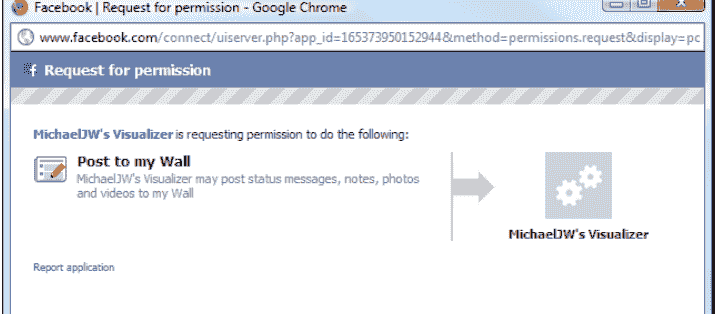 Facebook | Request for permission - Google Chrome
www.facebook.com/connect/uiserver.php?app_id=165373950152944&method=permissions.request&display=pc
f Request for permission
MichaelJW's Visualizer is requesting permission to do the following:
Post to my Wall
MichaelJW's Visualizer may post status messages, notes, photos
and videos to my Wall
MichaelJW's Visualizer
Report application